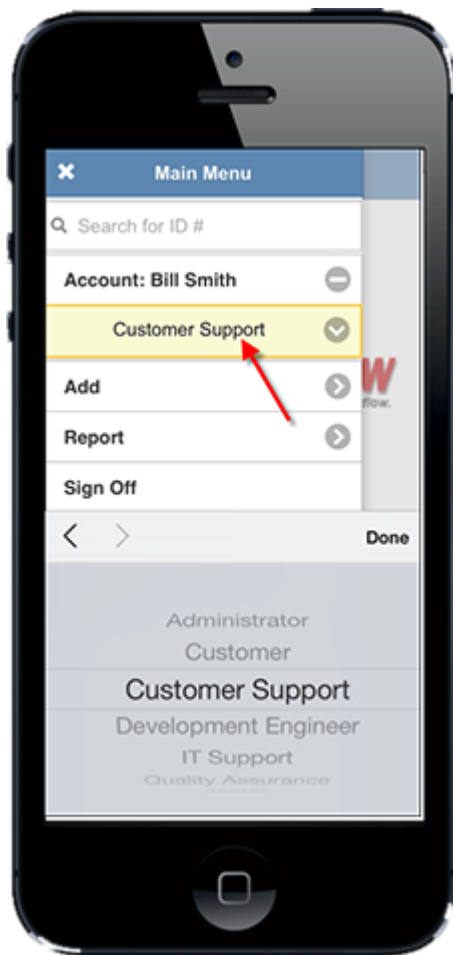 Main Menu
Search for ID #
Account: Bill Smith
Customer Support
Add
W
flow.
Report
Sign Off
Done
Administrator
Customer
Customer Support
Development Engineer
IT Support
Quality Assurance